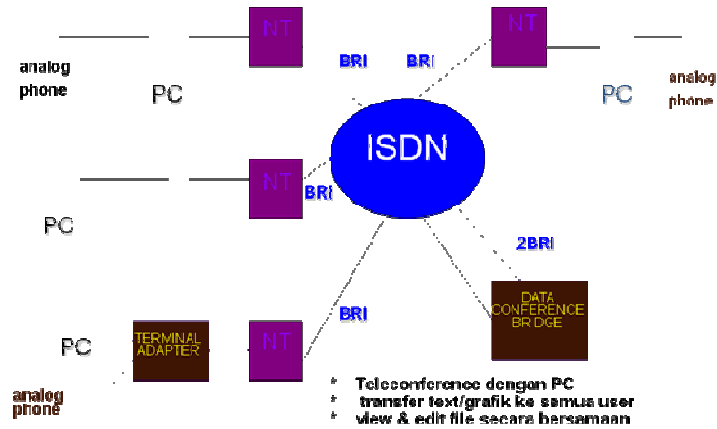 NT
NT
BRI
BRI
analog
phone
PC
PC
analog
phone
ISDN
NT
BRI
PC
2BRI
DATA
CONFERENCE
BRIDGE
BRI
TERMINAL
ADAPTER
NT
PC
analog
phone
* Teleconference dengan PC
* transfer text/grafik ke semua user
* view & edit file secara bersamaan